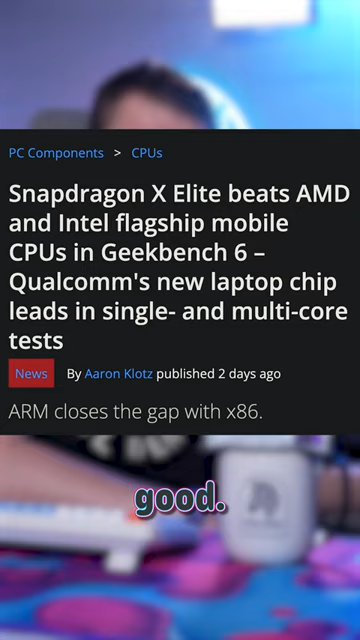 PC Components > CPUs
Snapdragon X Elite beats AMD
and Intel flagship mobile
CPUs in Geekbench 6 –
Qualcomm's new laptop chip
leads in single- and multi-core
tests
News By Aaron Klotz published 2 days ago
ARM closes the gap with x86.
good.